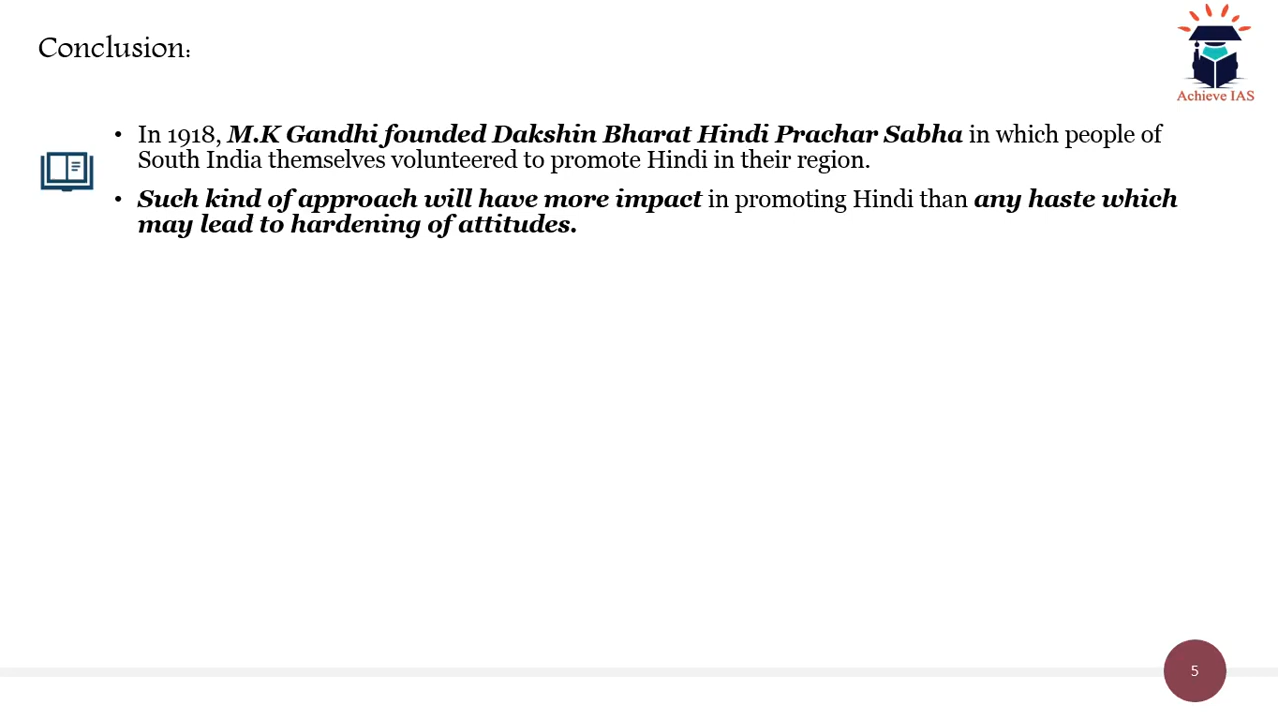 Conclusion:
Achieve IAS
• In 1918, M.K Gandhi founded Dakshin Bharat Hindi Prachar Sabha in which people of
South India themselves volunteered to promote Hindi in their region.
• Such kind of approach will have more impact in promoting Hindi than any haste which
may lead to hardening of attitudes.
5